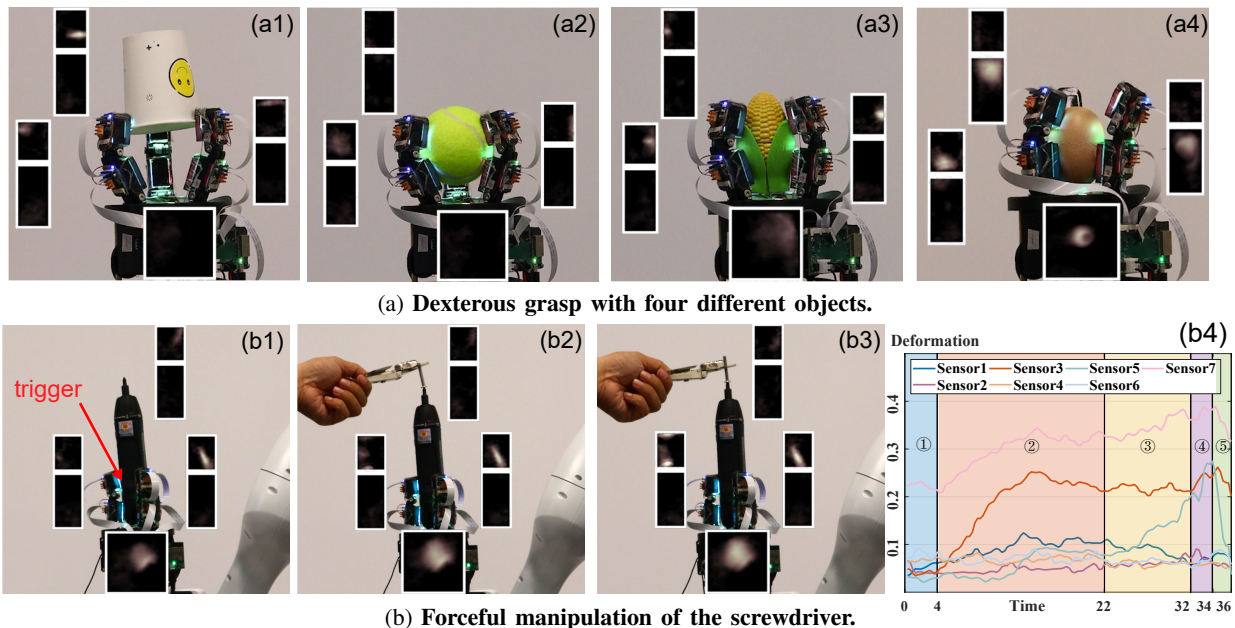 (a1)
(a2)
(a3)
(a4)
(a) Dexterous grasp with four different objects.
(b1)
trigger
(b2)
(b3)
(b4)
Deformation
Sensor1 Sensor3 Sensor5 Sensor7
Sensor2 Sensor4 Sensor6
0.4
0.3
0.2
0.1
① ② ③ ④ ⑤
0 4 Time 22 32 34 36
(b) Forceful manipulation of the screwdriver.